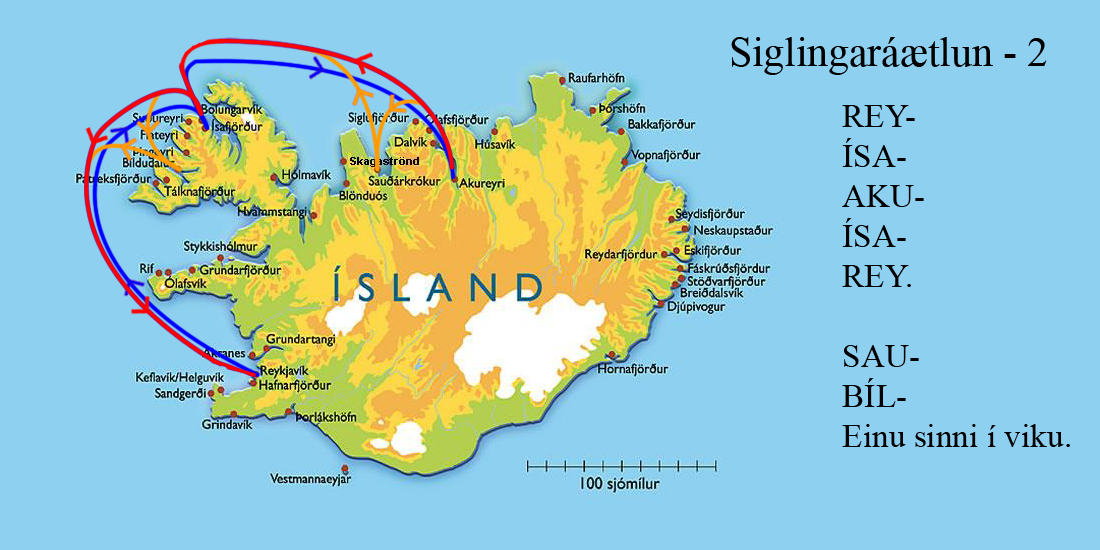 Siglingaráætlun - 2
REY-
ÍSA-
AKU-
ÍSA-
REY.
SAU-
BÍL-
Einu sinni í viku.
Raufarhöfn
Þórshöfn
Bakkafjörður
Vopnafjörður
Húsavík
Siglufjörður
Ólafsfjörður
Dalvík
Akureyri
Skagaströnd
Sauðárkrókur
Blönduós
Hólmavík
Hvammstangi
Bolungarvík
Ísafjörður
Suðureyri
Flateyri
Þingeyri
Bíldudalur
Patreksfjörður
Tálknafjörður
Stykkishólmur
Grundarfjörður
Rif
Ólafsvík
ÍSLAND
Seydisfjörður
Neskaupstaður
Eskifjörður
Reydarfjördur
Fáskrúðsfjördur
Stöðvarfjörður
Breiðdalsvík
Djúpivogur
Hornafjörður
Grundartangi
Akranes
Reykjavík
Hafnarfjörður
Keflavík/Helguvík
Sandgerði
Grindavík
Þorlákshöfn
Vestmannaeyjar
100 sjómílur